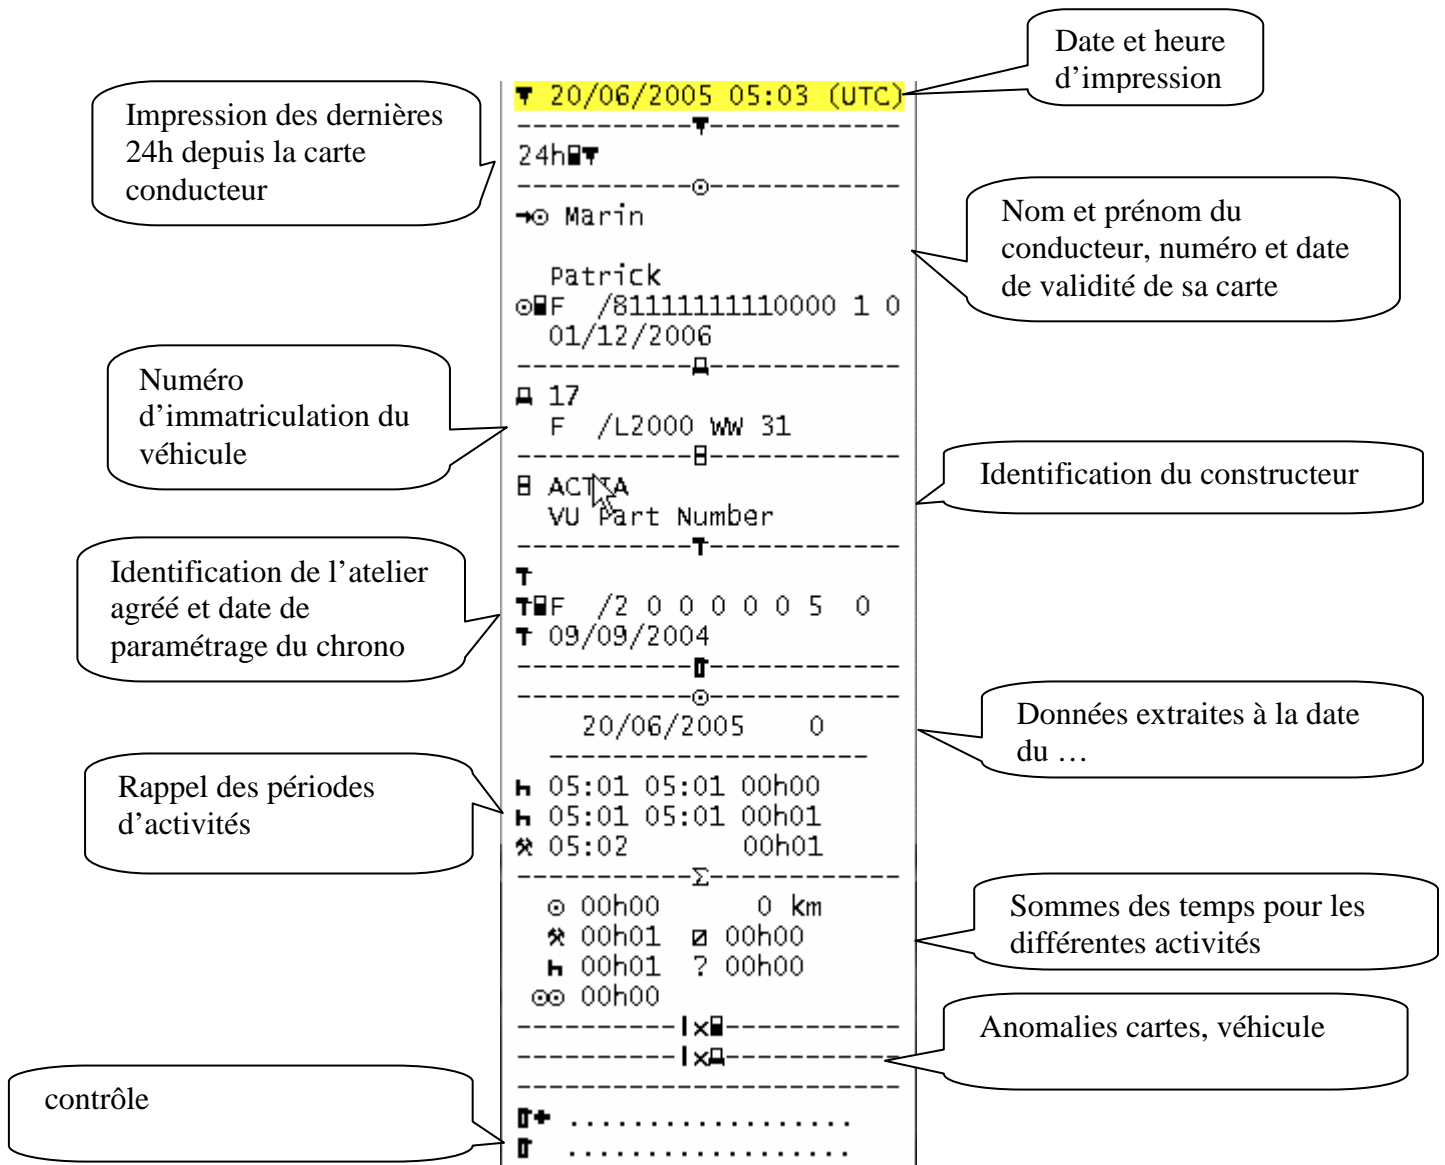 Date et heure
d'impression
Impression des dernières
24h depuis la carte
conducteur
20/06/2005 05:03 (UTC)
24h
Marin
Patrick
F /81111111110000 1 0
01/12/2006
Nom et prénom du
conducteur, numéro et date
de validité de sa carte
Numéro
d'immatriculation du
véhicule
17
F /L2000 WW 31
ACTIA
VU Part Number
Identification du constructeur
Identification de l'atelier
agréé et date de
paramétrage du chrono
F /2 0 0 0 0 0 5 0
09/09/2004
20/06/2005 0
Données extraites à la date
du …
Rappel des périodes
d'activités
05:01 05:01 00h00
05:01 05:01 00h01
05:02 00h01
Σ
00h00 0 km
00h01 00h00
00h01 ? 00h00
00h00
Sommes des temps pour les
différentes activités
Anomalies cartes, véhicule
contrôle
..................
..................